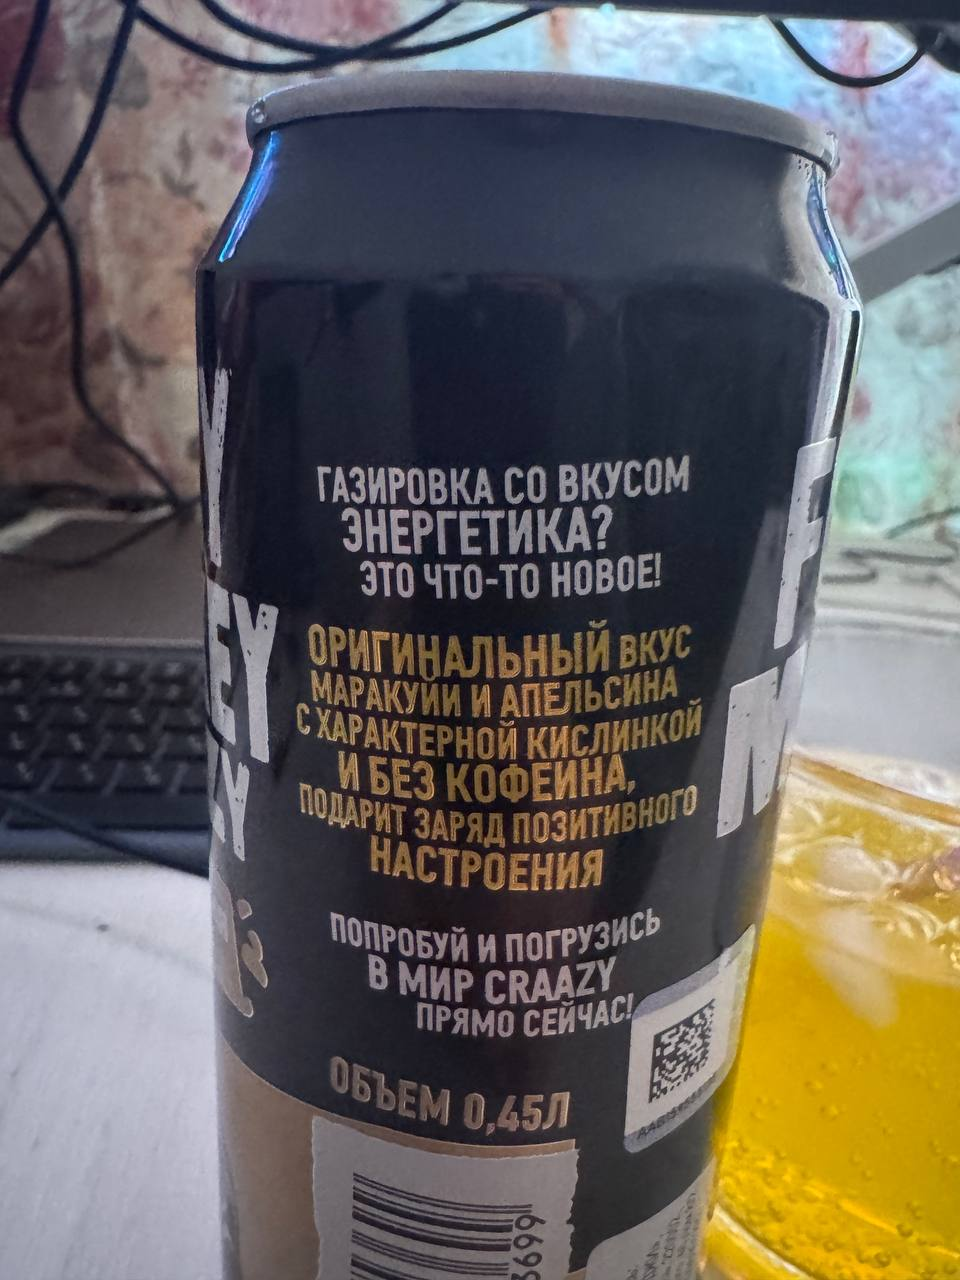 ГАЗИРОВКА СО ВКУСОМ
ЭНЕРГЕТИКА?
ЭТО ЧТО-ТО НОВОЕ!
ОРИГИНАЛЬНЫЙ ВКУС
МАРАКУЙИ И АПЕЛЬСИНА
С ХАРАКТЕРНОЙ КИСЛИНКОЙ
И БЕЗ КОФЕИНА,
ПОДАРИТ ЗАРЯД ПОЗИТИВНОГО
НАСТРОЕНИЯ
ПОПРОБУЙ И ПОГРУЗИСЬ
В МИР CRAAZY
ПРЯМО СЕЙЧАС!
ОБЪЕМ 0,45Л